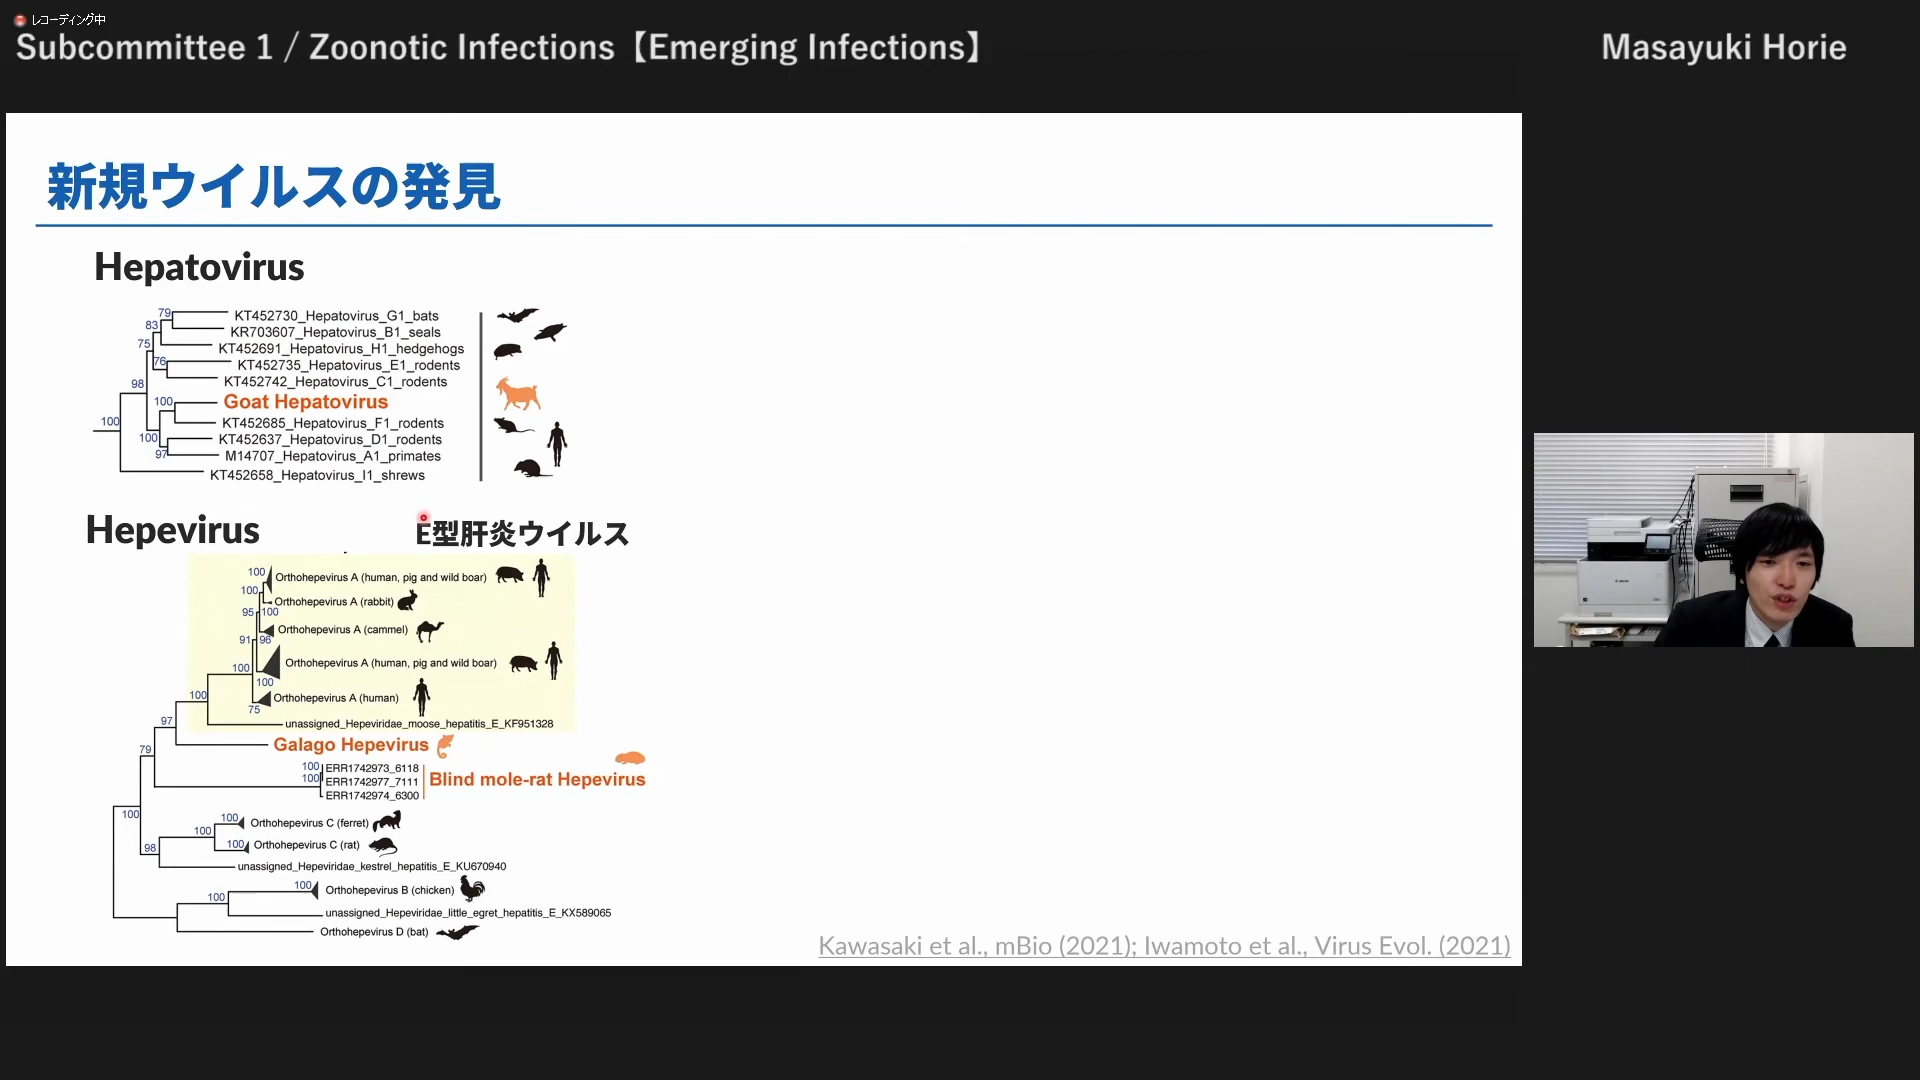 レコーディング中
Subcommittee 1 / Zoonotic Infections【Emerging Infections】
Masayuki Horie
新規ウイルスの発見
Hepatovirus
79
KT452730_Hepatovirus_G1_bats
83
KR703607_Hepatovirus_B1_seals
75
KT452691_Hepatovirus_H1_hedgehogs
76
KT452735_Hepatovirus_E1_rodents
98
KT452742_Hepatovirus_C1_rodents
100
Goat Hepatovirus
100
KT452685_Hepatovirus_F1_rodents
100
KT452637_Hepatovirus_D1_rodents
97
M14707_Hepatovirus_A1_primates
KT452658_Hepatovirus_I1_shrews
Hepevirus
E型肝炎ウイルス
100
Orthohepevirus A (human, pig and wild boar)
100
Orthohepevirus A (rabbit)
95 100
Orthohepevirus A (cammel)
91 96
Orthohepevirus A (human, pig and wild boar)
100
100
Orthohepevirus A (human)
100
75
unassigned_Hepeviridae_moose_hepatitis_E_KF951328
97
Galago Hepevirus
79
100
ERR1742973_6118
100
ERR1742977_7111
Blind mole-rat Hepevirus
ERR1742974_6300
100
100
Orthohepevirus C (ferret)
100
100
Orthohepevirus C (rat)
98
unassigned_Hepeviridae_kestrel_hepatitis_E_KU670940
100
Orthohepevirus B (chicken)
100
unassigned_Hepeviridae_little_egret_hepatitis_E_KX589065
Orthohepevirus D (bat)
Kawasaki et al., mBio (2021); Iwamoto et al., Virus Evol. (2021)